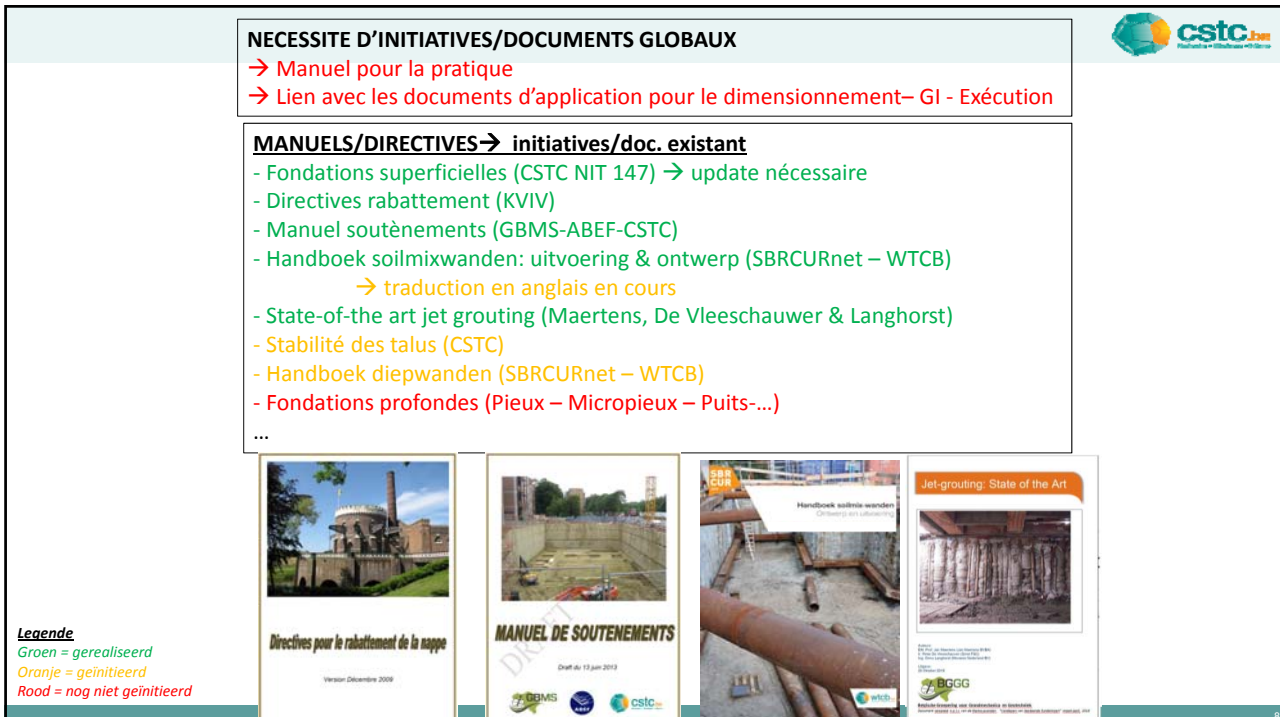 NECESSITE D'INITIATIVES/DOCUMENTS GLOBAUX
→ Manuel pour la pratique
→ Lien avec les documents d'application pour le dimensionnement– GI - Exécution
cstc.be
MANUELS/DIRECTIVES→ initiatives/doc. existant
- Fondations superficielles (CSTC NIT 147) → update nécessaire
- Directives rabattement (KVIV)
- Manuel soutènements (GBMS-ABEF-CSTC)
- Handboek soilmixwanden: uitvoering & ontwerp (SBRCURnet – WTCB)
→ traduction en anglais en cours
- State-of-the art jet grouting (Maertens, De Vleeschauwer & Langhorst)
- Stabilité des talus (CSTC)
- Handboek diepwanden (SBRCURnet – WTCB)
- Fondations profondes (Pieux – Micropieux – Puits-…)
...
Directives pour le rabattement de la nappe
Version Décembre 2009
DRAFT
MANUEL DE SOUTENEMENTS
Draft du 13 juin 2013
GBMS
ABEF
cstc
SBR
CUR
Handboek soilmix-wanden
Ontwerp en uitvoering
wtcb
Jet-grouting: State of the Art
BGGG
Legende
Groen = gerealiseerd
Oranje = geïnitieerd
Rood = nog niet geïnitieerd
8